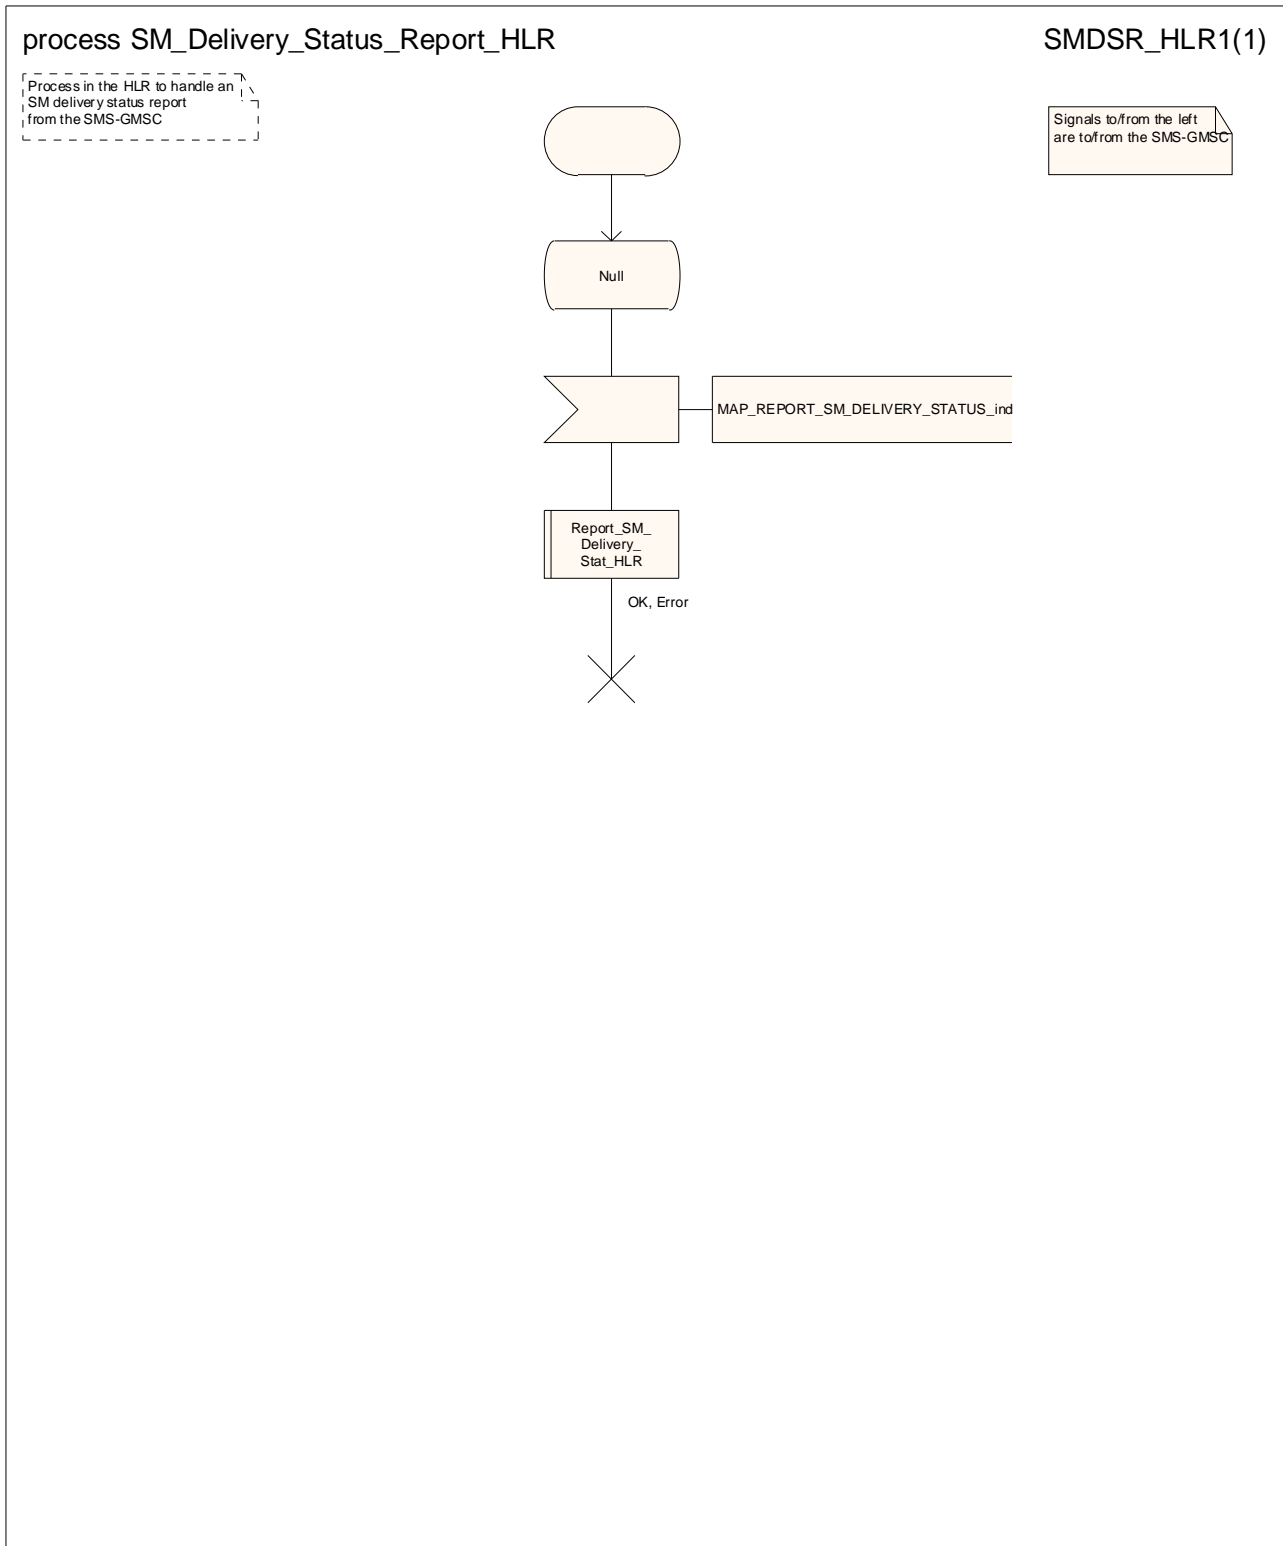 process SM_Delivery_Status_Report_HLR
SMDSR_HLR1(1)
Process in the HLR to handle an
SM delivery status report
from the SMS-GMSC
Signals to/from the left
are to/from the SMS-GMSC
Null
MAP_REPORT_SM_DELIVERY_STATUS_ind
Report_SM_
Delivery_
Stat_HLR
OK, Error